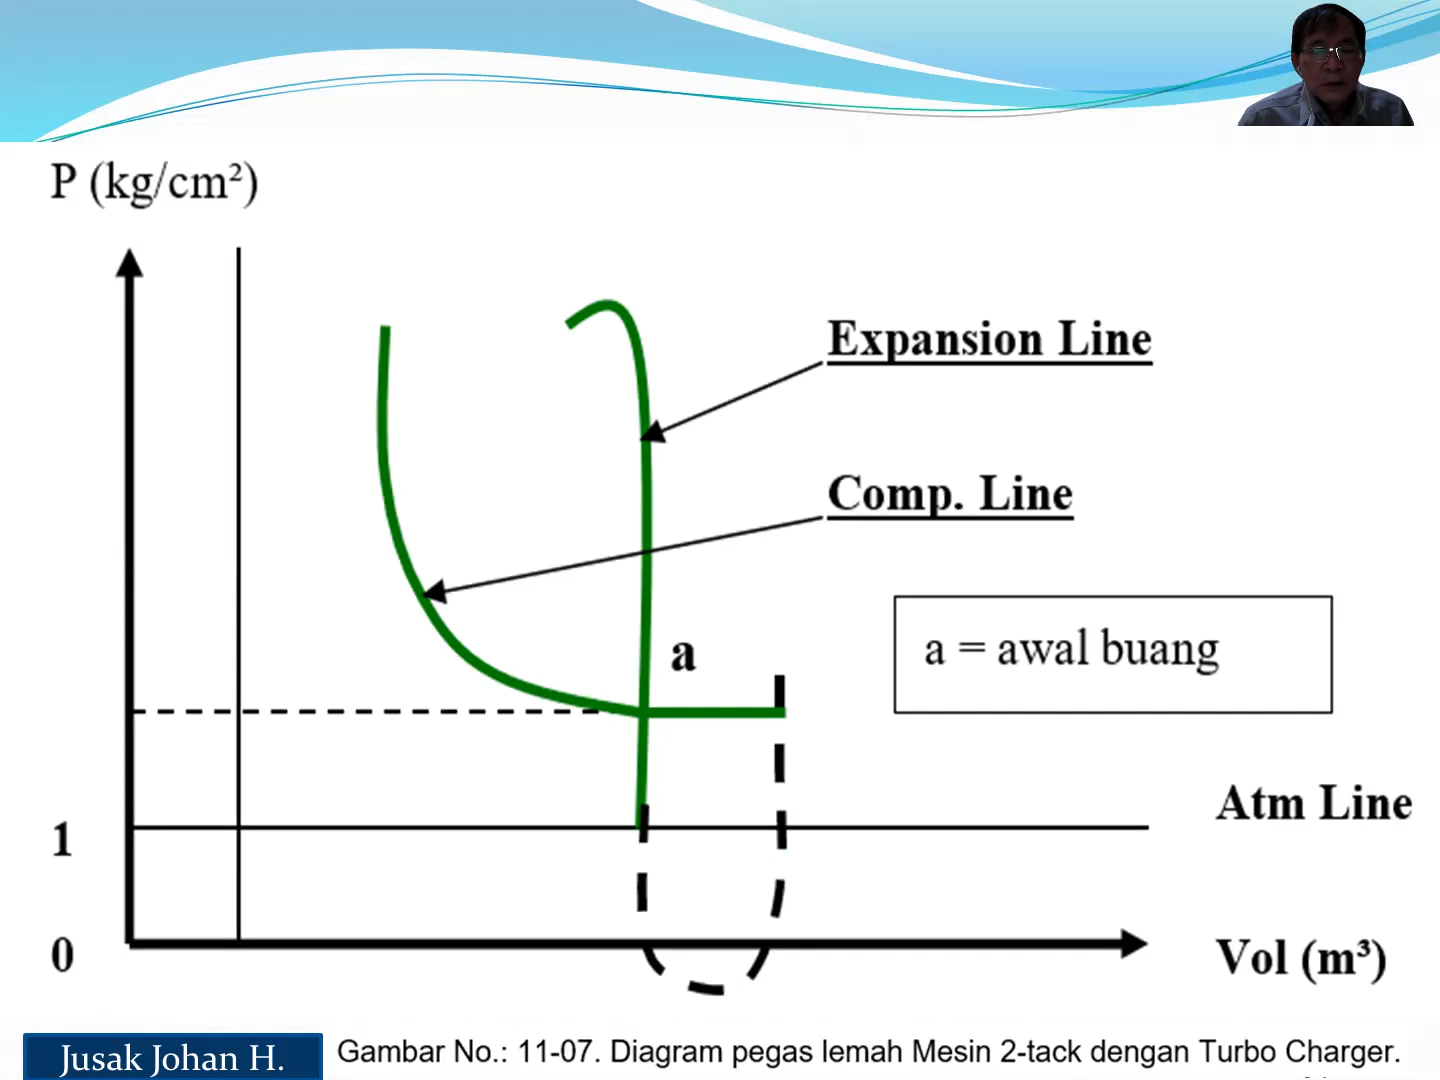 P (kg/cm²)
Expansion Line
Comp. Line
a
a = awal buang
Atm Line
1
0
Vol (m³)
Jusak Johan H.
Gambar No.: 11-07. Diagram pegas lemah Mesin 2-tack dengan Turbo Charger.